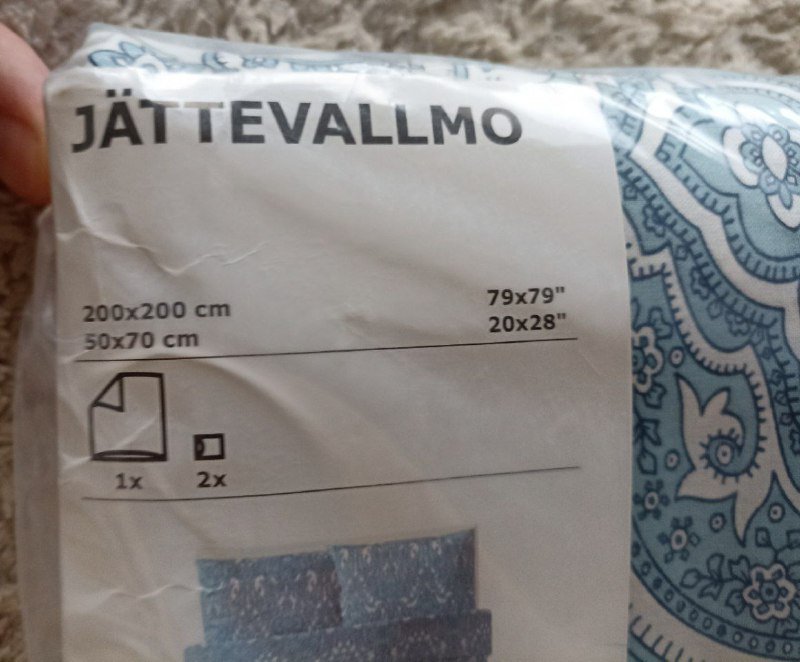 JÄTTEVALLMO
200x200 cm 79x79"
50x70 cm 20x28"
1x 2x